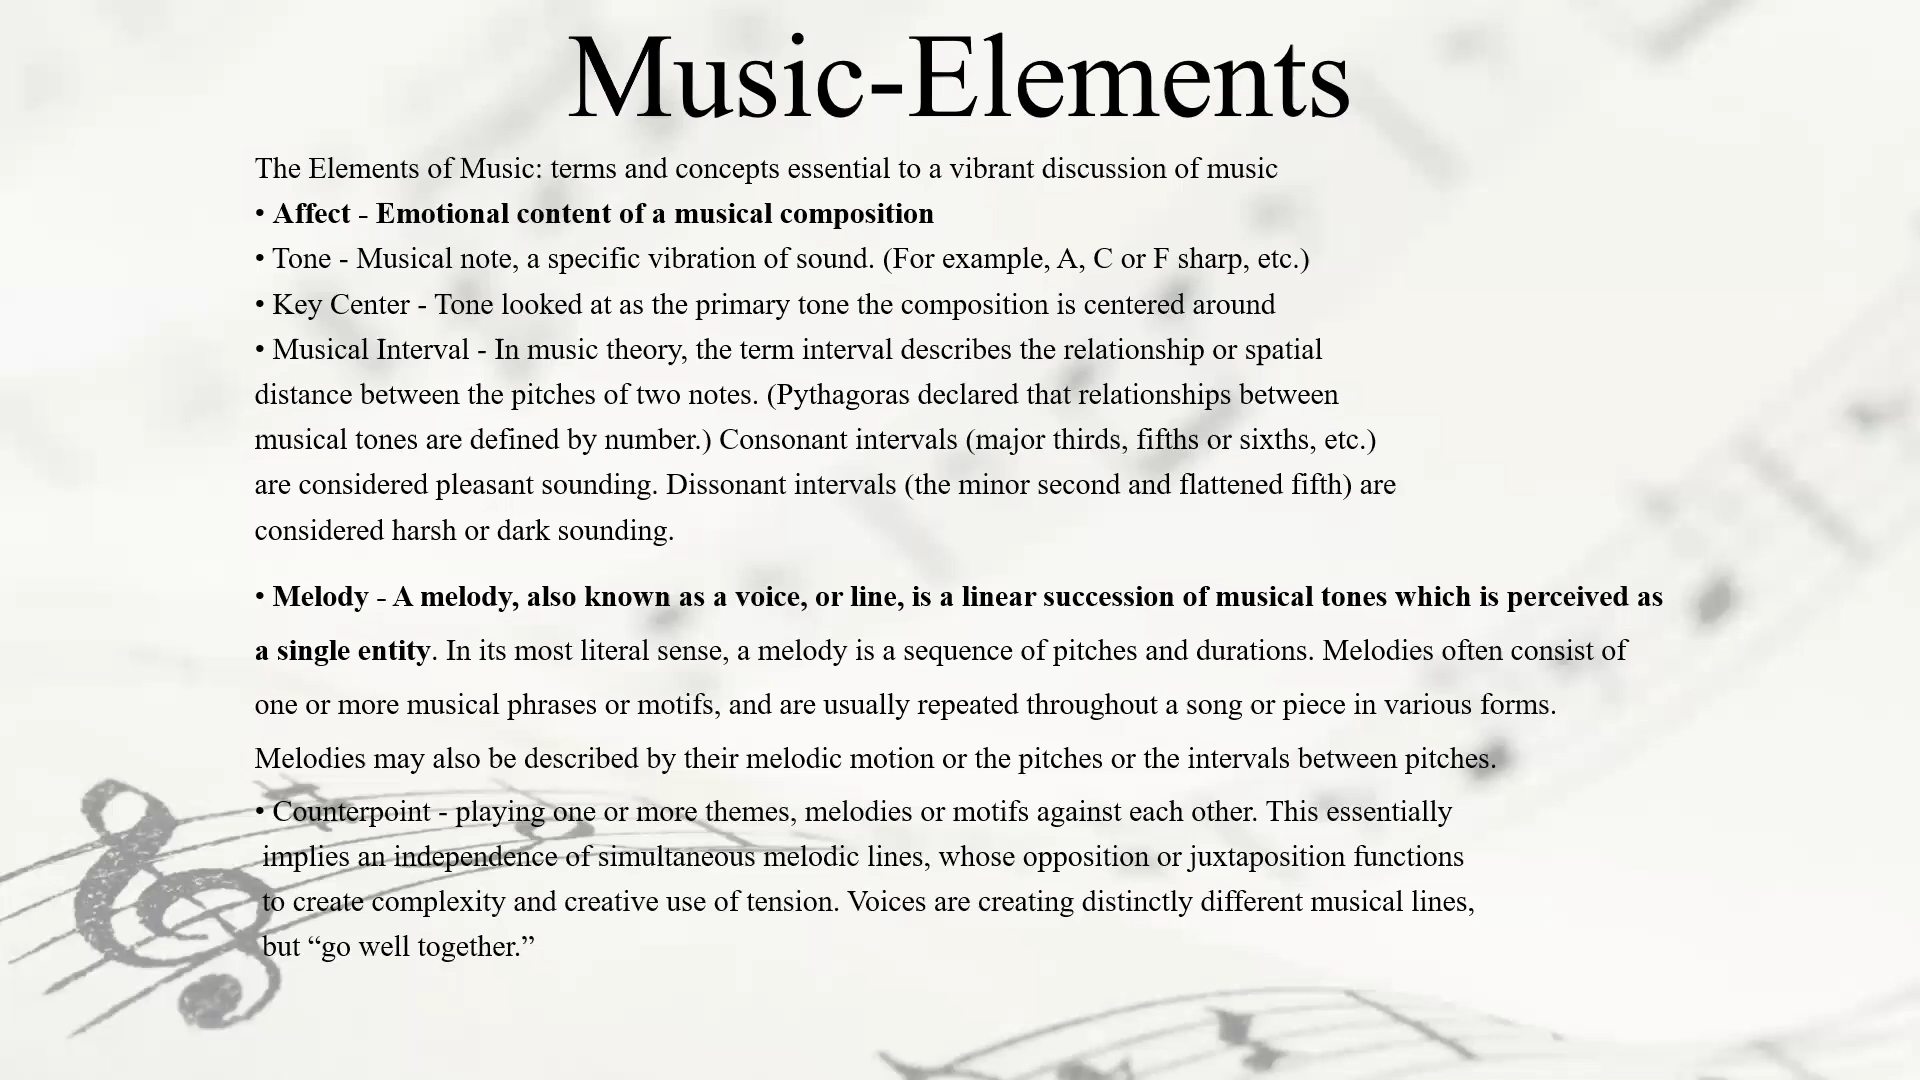 Music-Elements
The Elements of Music: terms and concepts essential to a vibrant discussion of music
• Affect - Emotional content of a musical composition
• Tone - Musical note, a specific vibration of sound. (For example, A, C or F sharp, etc.)
• Key Center - Tone looked at as the primary tone the composition is centered around
• Musical Interval - In music theory, the term interval describes the relationship or spatial
distance between the pitches of two notes. (Pythagoras declared that relationships between
musical tones are defined by number.) Consonant intervals (major thirds, fifths or sixths, etc.)
are considered pleasant sounding. Dissonant intervals (the minor second and flattened fifth) are
considered harsh or dark sounding.
• Melody - A melody, also known as a voice, or line, is a linear succession of musical tones which is perceived as
a single entity. In its most literal sense, a melody is a sequence of pitches and durations. Melodies often consist of
one or more musical phrases or motifs, and are usually repeated throughout a song or piece in various forms.
Melodies may also be described by their melodic motion or the pitches or the intervals between pitches.
• Counterpoint - playing one or more themes, melodies or motifs against each other. This essentially
implies an independence of simultaneous melodic lines, whose opposition or juxtaposition functions
to create complexity and creative use of tension. Voices are creating distinctly different musical lines,
but “go well together.”